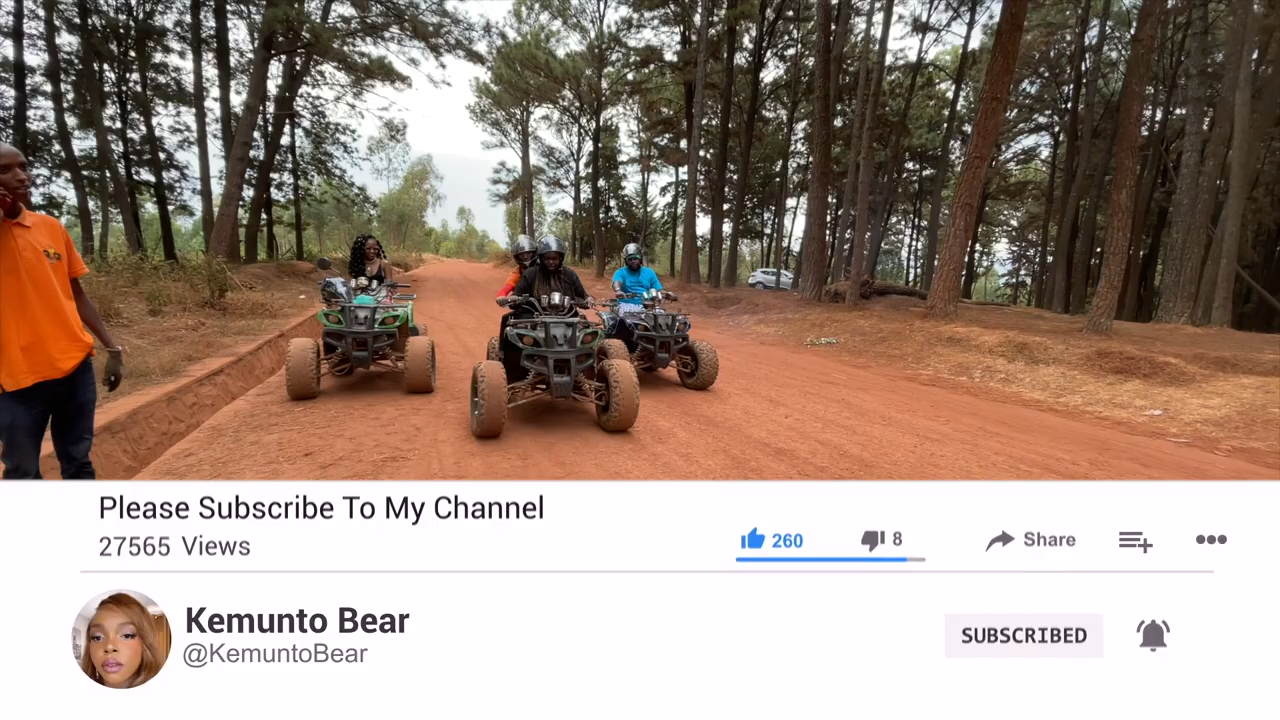 Please Subscribe To My Channel
27565 Views
260
8
Share
Kemunto Bear
@KemuntoBear
SUBSCRIBED